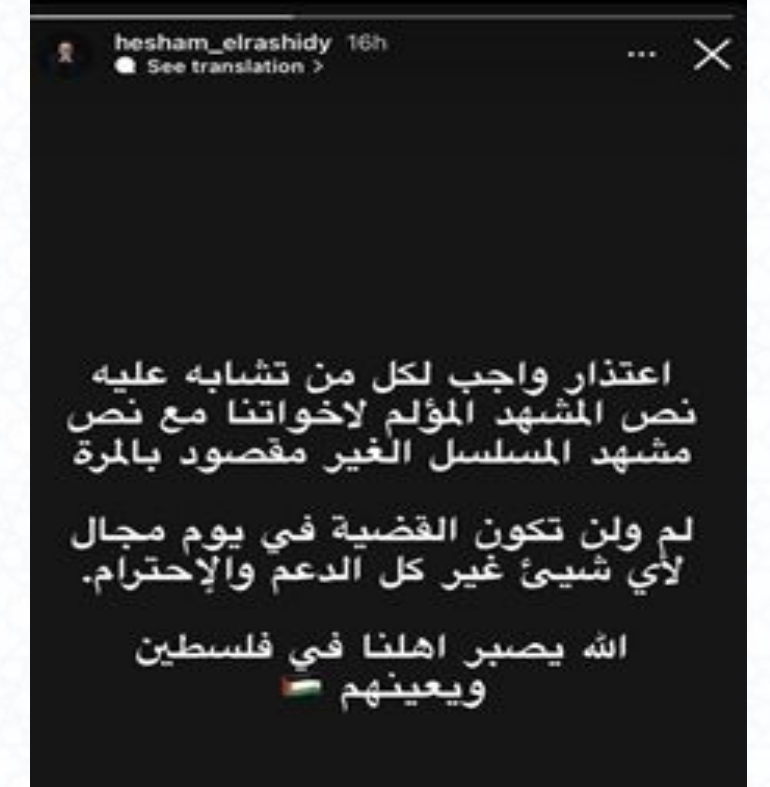 hesham_elrashidy 16h
See translation >
اعتذار واجب لكل من تشابه عليه
نص المشهد المؤلم لاخواتنا مع نص
مشهد المسلسل الغير مقصود بالمرة
لم ولن تكون القضية في يوم مجال
لأي شيئ غير كل الدعم والإحترام.
الله يصبر اهلنا في فلسطين
ويعينهم 🇵🇸